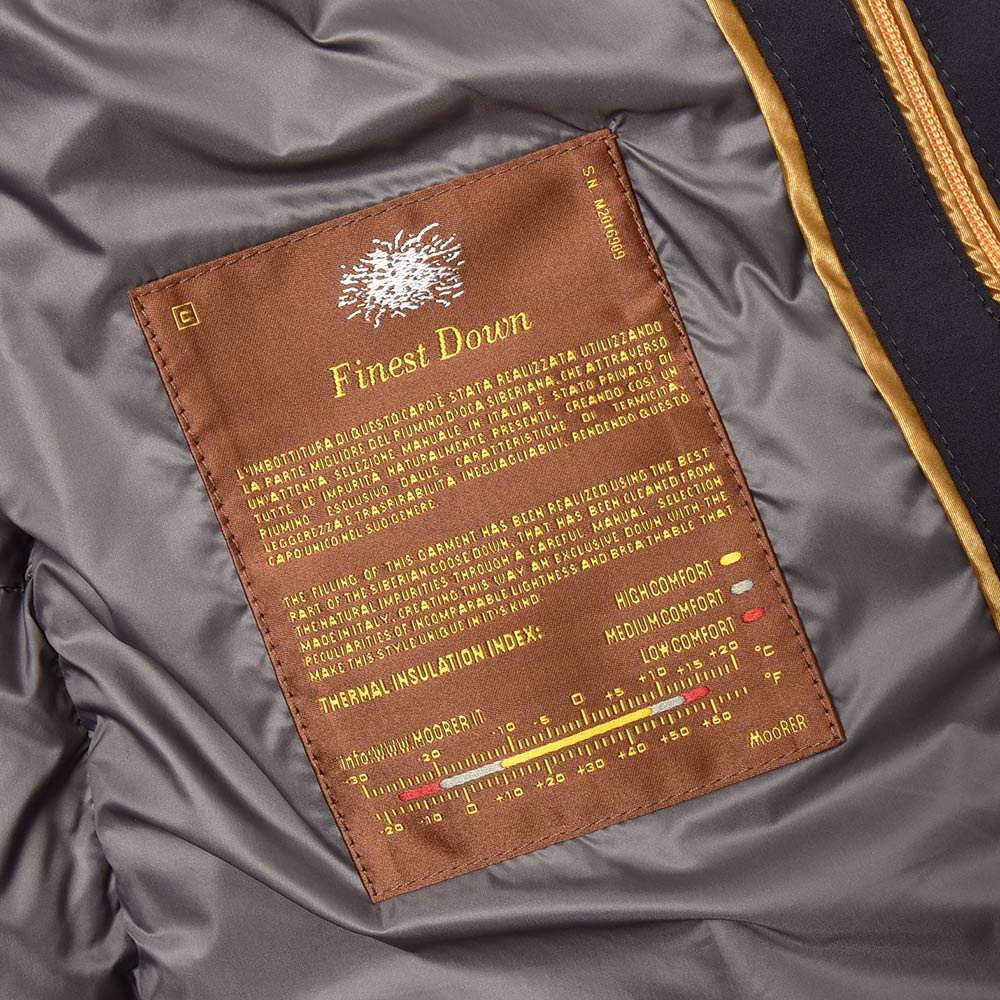 S N M2016909
C
Finest Down
L'IMBOTTITURA DI QUESTO CAPO È STATA REALIZZATA UTILIZZANDO
LA PARTE MIGLIORE DEL PIUMINO D'OCA SIBERIANA, CHE ATTRAVERSO
UN'ATTENTA SELEZIONE MANUALE IN ITALIA È STATO PRIVATO DI
TUTTE LE IMPURITÀ NATURALMENTE PRESENTI, CREANDO COSÌ UN
PIUMINO ESCLUSIVO DALLE CARATTERISTICHE DI TERMICITÀ,
LEGGEREZZA E TRASPIRABILITÀ INEGUAGLIABILI, RENDENDO QUESTO
CAPO UNICO NEL SUO GENERE.
THE FILLING OF THIS GARMENT HAS BEEN REALIZED USING THE BEST
PART OF THE SIBERIAN GOOSE DOWN, THAT HAS BEEN CLEANED FROM
THE NATURAL IMPURITIES THROUGH A CAREFUL MANUAL SELECTION
MADE IN ITALY, CREATING THIS WAY AN EXCLUSIVE DOWN WITH THE
PECULIARITIES OF INCOMPARABLE LIGHTNESS AND BREATHABLE THAT
MAKE THIS STYLE UNIQUE IN IT'S KIND
THERMAL INSULATION INDEX:
HIGH COMFORT
MEDIUM COMFORT
LOW COMFORT
Info: WWW.MOORER.IT
-30 -20 -10 -5 0 +5 +10 +15 +20 °C
-20 -10 0 +10 +20 +30 +40 +50 +60 °F
MOORER